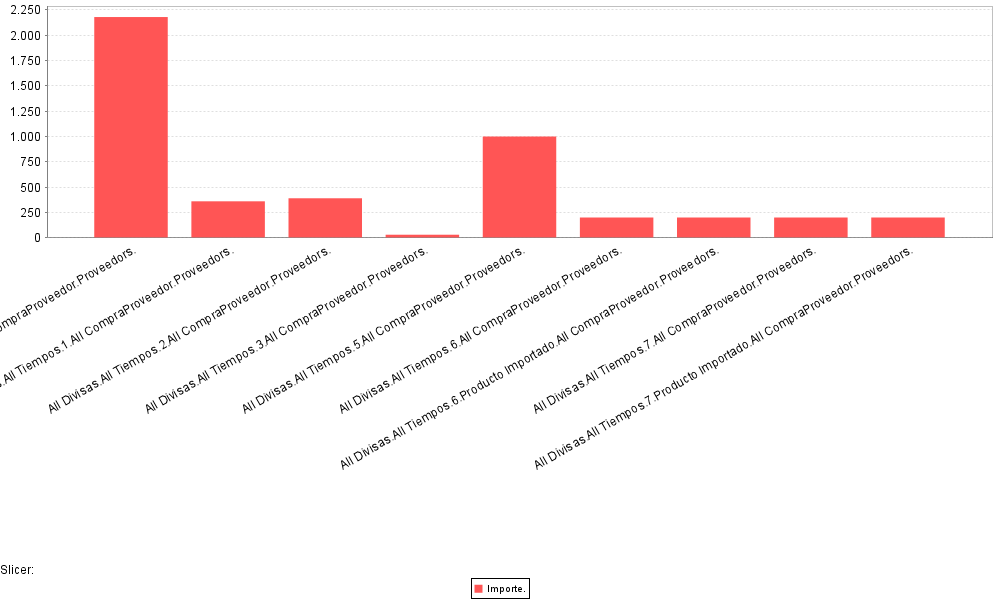 2.250
2.000
1.750
1.500
1.250
1.000
750
500
250
0
ompraProveedor.Proveedors.
.All Tiempos.1.All CompraProveedor.Proveedors.
All Divisas.All Tiempos.2.All CompraProveedor.Proveedors.
All Divisas.All Tiempos.3.All CompraProveedor.Proveedors.
All Divisas.All Tiempos.5.All CompraProveedor.Proveedors.
All Divisas.All Tiempos.6.All CompraProveedor.Proveedors.
All Divisas.All Tiempos.6.Producto Importado.All CompraProveedor.Proveedors.
All Divisas.All Tiempos.7.All CompraProveedor.Proveedors.
All Divisas.All Tiempos.7.Producto Importado.All CompraProveedor.Proveedors.
Slicer:
Importe.